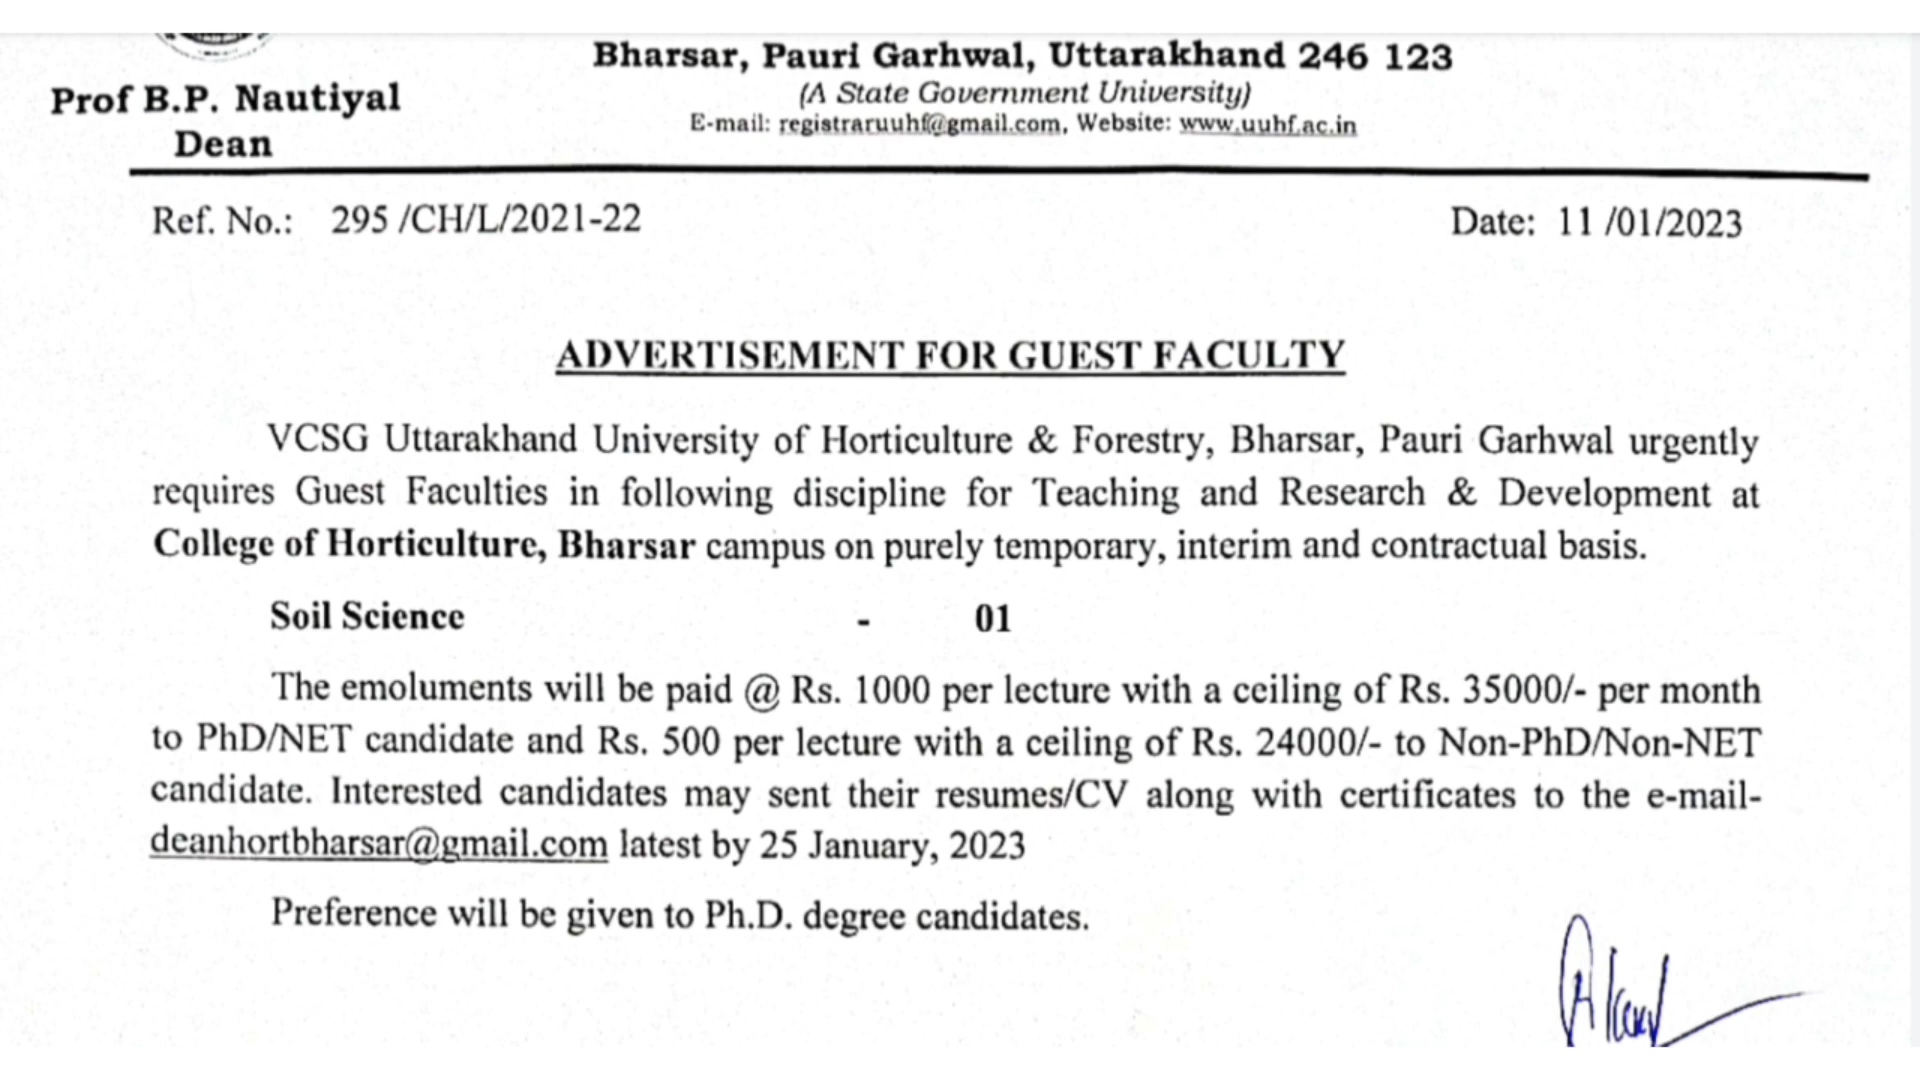 Bharsar, Pauri Garhwal, Uttarakhand 246 123
(A State Government University)
E-mail: registraruuhf@gmail.com, Website: www.uuhf.ac.in
Prof B.P. Nautiyal
Dean
Ref. No.: 295 /CH/L/2021-22
Date: 11 /01/2023
ADVERTISEMENT FOR GUEST FACULTY
VCSG Uttarakhand University of Horticulture & Forestry, Bharsar, Pauri Garhwal urgently
requires Guest Faculties in following discipline for Teaching and Research & Development at
College of Horticulture, Bharsar campus on purely temporary, interim and contractual basis.
Soil Science - 01
The emoluments will be paid @ Rs. 1000 per lecture with a ceiling of Rs. 35000/- per month
to PhD/NET candidate and Rs. 500 per lecture with a ceiling of Rs. 24000/- to Non-PhD/Non-NET
candidate. Interested candidates may sent their resumes/CV along with certificates to the e-mail-
deanhortbharsar@gmail.com latest by 25 January, 2023
Preference will be given to Ph.D. degree candidates.